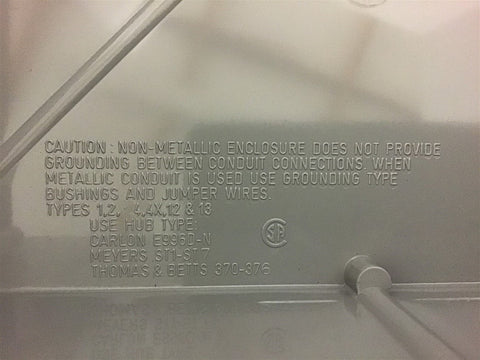 CAUTION: NON-METALLIC ENCLOSURE DOES NOT PROVIDE
GROUNDING BETWEEN CONDUIT CONNECTIONS. WHEN
METALLIC CONDUIT IS USED USE GROUNDING TYPE
BUSHINGS AND JUMPER WIRES.
TYPES 1,2, 4,4X,12 & 13
USE HUB TYPE:
CARLON E996D-N
MEYERS ST1-ST7
THOMAS & BETTS 370-376